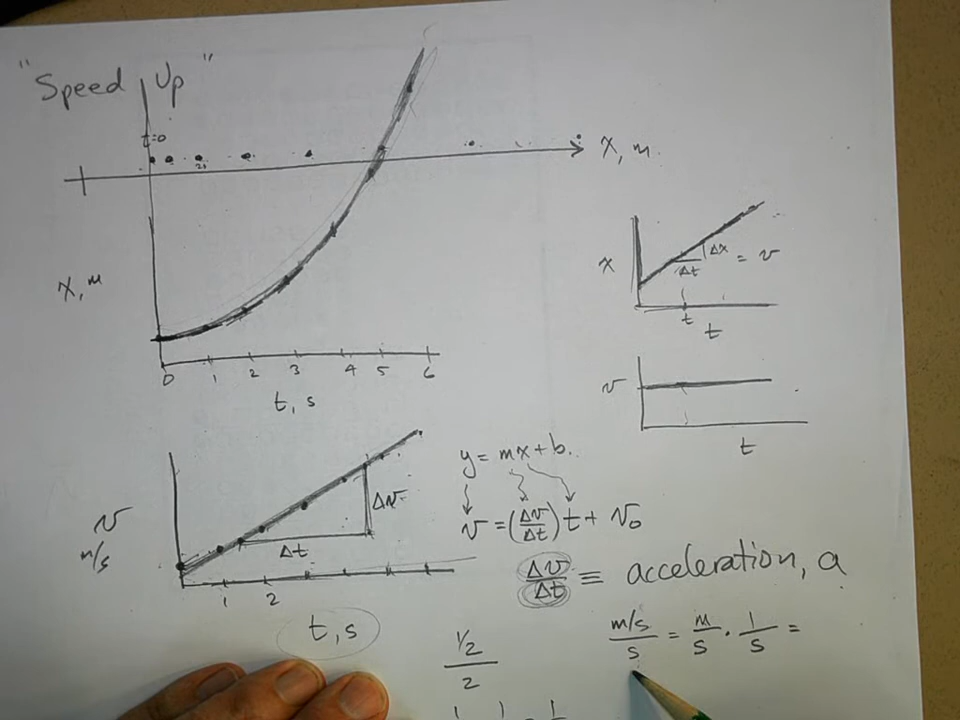 "Speed Up"
t=0
2s
x, m
x, m
0 1 2 3 4 5 6
t, s
x
Δx
Δt
= v
t
t
v
t
v
m/s
Δv
Δt
1 2
t, s
y = mx + b.
v = (Δv/Δt) t + v₀
Δv/Δt ≡ acceleration, a
m/s / s = m/s · 1/s =
½ / 2